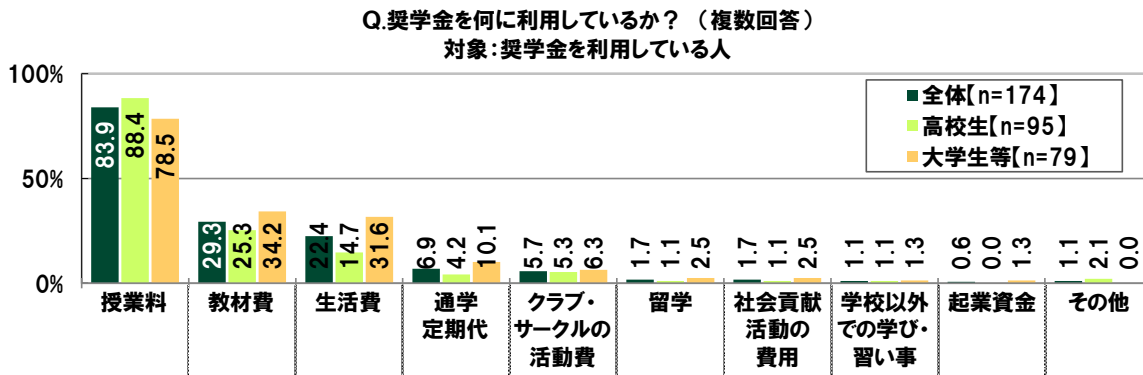 Q.奨学金を何に利用しているか？ （複数回答）
対象：奨学金を利用している人
100%
50%
0%
全体【n=174】
高校生【n=95】
大学生等【n=79】
83.9
88.4
78.5
29.3
25.3
34.2
22.4
14.7
31.6
6.9
4.2
10.1
5.7
5.3
6.3
1.7
1.1
2.5
1.7
1.1
2.5
1.1
1.1
1.3
0.6
0.0
1.3
1.1
2.1
0.0
授業料
教材費
生活費
通学
定期代
クラブ・
サークルの
活動費
留学
社会貢献
活動の
費用
学校以外
での学び・
習い事
起業資金
その他